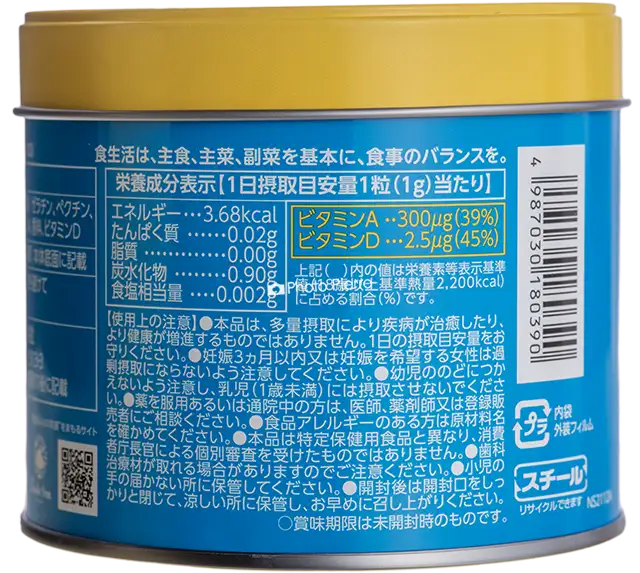 食生活は、主食、主菜、副菜を基本に、食事のバランスを。
栄養成分表示【1日摂取目安量1粒(1g)当たり】
エネルギー…3.68kcal
たんぱく質 ……0.02g
脂質 …………0.00g
炭水化物 ……0.90g
食塩相当量 ……0.002g
ビタミンA ‥300μg(39%)
ビタミンD …2.5μg(45%)
上記( )内の値は栄養素等表示基準
基準熱量2,200kcal)
に占める割合(%)です。
Photo Pierre
【使用上の注意】●本品は、多量摂取により疾病が治癒したり、
より健康が増進するものではありません。1日の摂取目安量をお
守りください。●妊娠3ヵ月以内又は妊娠を希望する女性は過
剰摂取にならないよう注意してください。●幼児ののどにつか
えないよう注意し、乳児(1歳未満)には摂取させないでくださ
い。●薬を服用あるいは通院中の方は、医師、薬剤師又は登録販
売者にご相談ください。●食品アレルギーのある方は原材料名
を確かめてください。●本品は特定保健用食品と異なり、消費
者庁長官による個別審査を受けたものではありません。●歯科
治療材が取れる場合がありますのでご注意ください。●小児の
手の届かない所に保管してください。●開封後は開封口をしっ
かりと閉じて、涼しい所に保管し、お早めに召し上がりください。
○賞味期限は未開封時のものです。
ゼラチン、ペクチン、
ビタミンD
本体底面に記載
に記載
をまもるサイト
4 987030 180390
プラ
内袋
外装フィルム
スチール
リサイクルできます